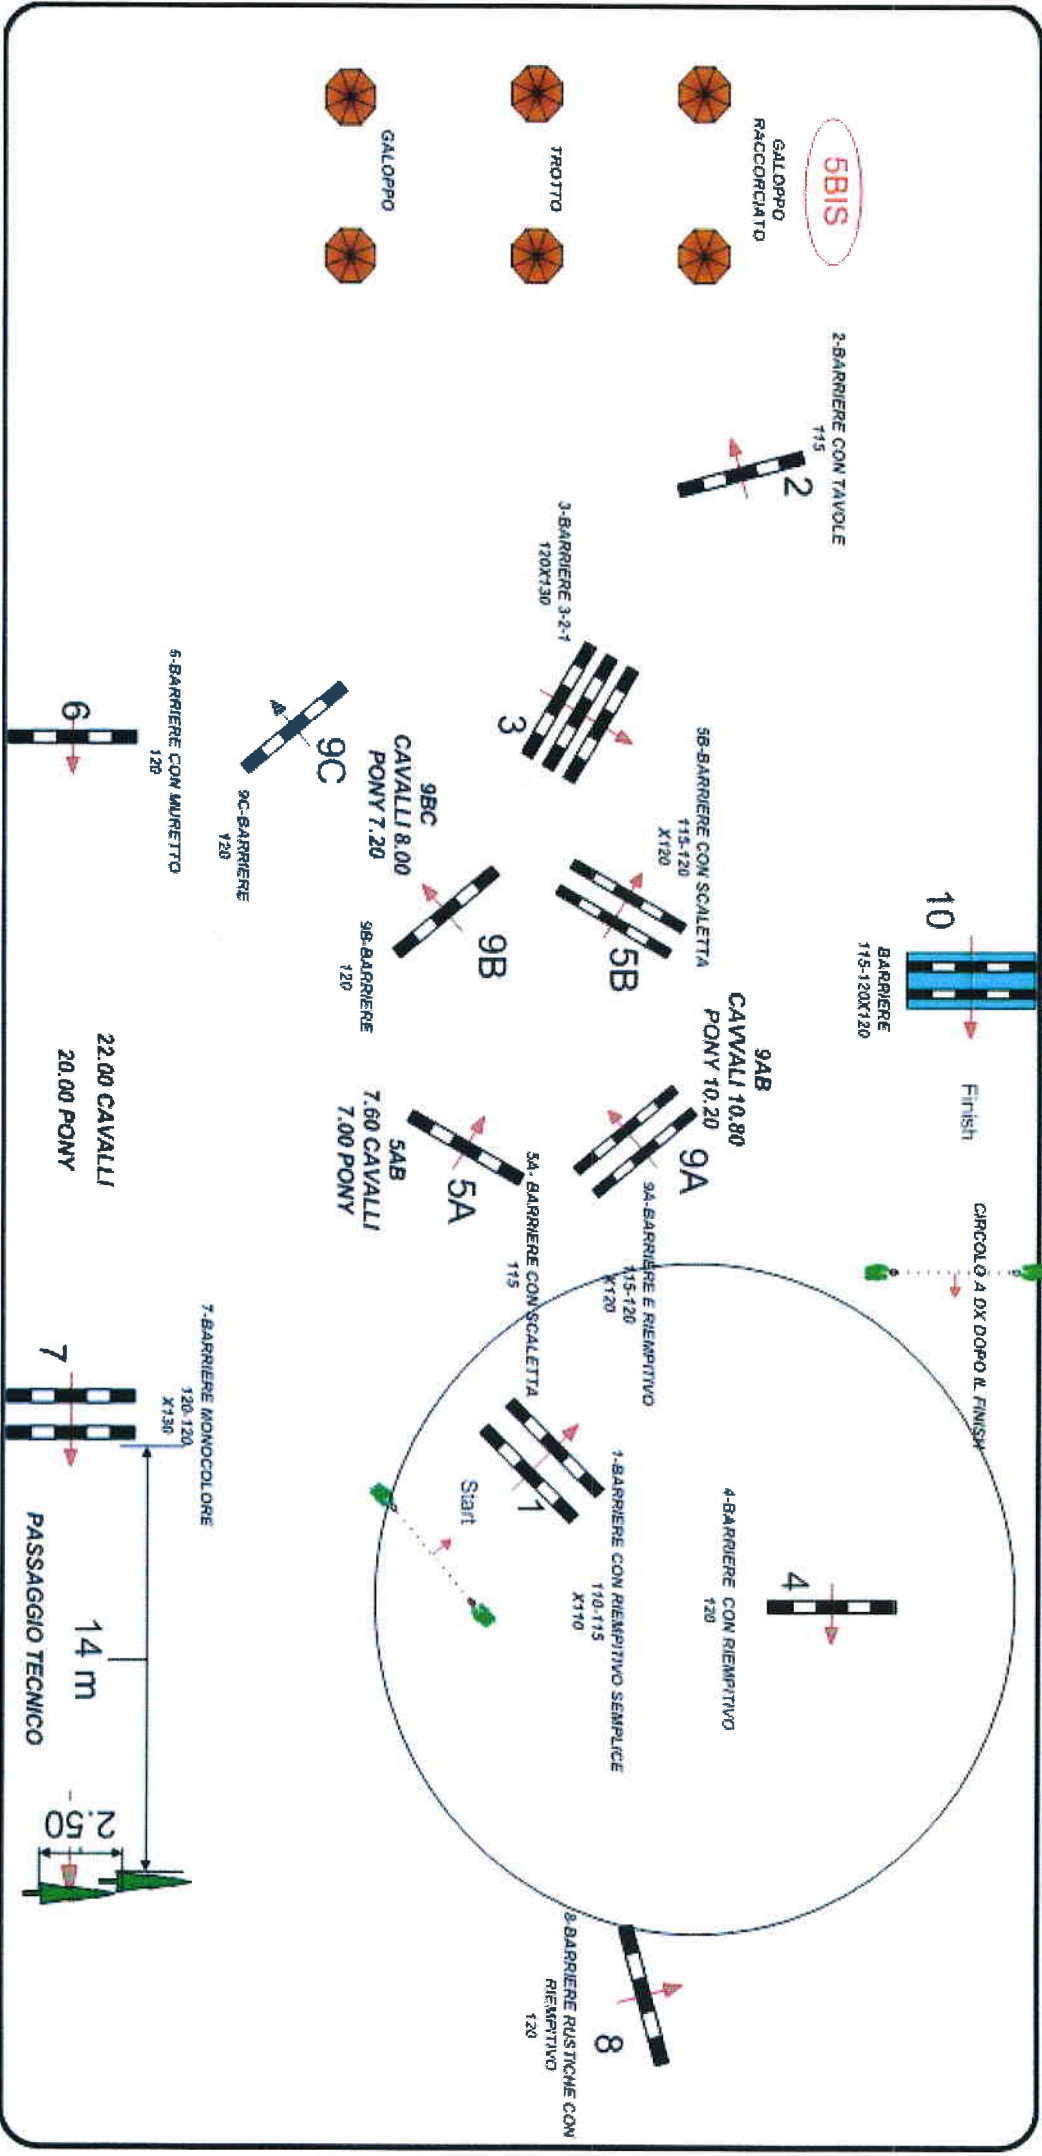 5BIS
GALOPPO
RACCORCIATO
TROTTO
GALOPPO
2-BARRIERE CON TAVOLE
115
2
3-BARRIERE 3-2-1
120X130
3
5B-BARRIERE CON SCALETTA
115-120
X120
5B
10
BARRIERE
115-120X120
Finish
CIRCOLO A DX DOPO IL FINISH
9AB
CAVVALI 10.80
PONY 10.20
9A
9A-BARRIERE E RIEMPITIVO
115-120
X120
9BC
CAVALLI 8.00
PONY 7.20
9C
9C-BARRIERE
120
9B
9B-BARRIERE
120
6
6-BARRIERE CON MURETTO
120
5A
5A- BARRIERE CON SCALETTA
115
5AB
7.60 CAVALLI
7.00 PONY
22.00 CAVALLI
20.00 PONY
1
1-BARRIERE CON RIEMPITIVO SEMPLICE
110-115
X110
Start
4
4-BARRIERE CON RIEMPITIVO
120
7
7-BARRIERE MONOCOLORE
120-120
X130
14 m
PASSAGGIO TECNICO
2.50
8
8-BARRIERE RUSTICHE CON
RIEMPITIVO
120